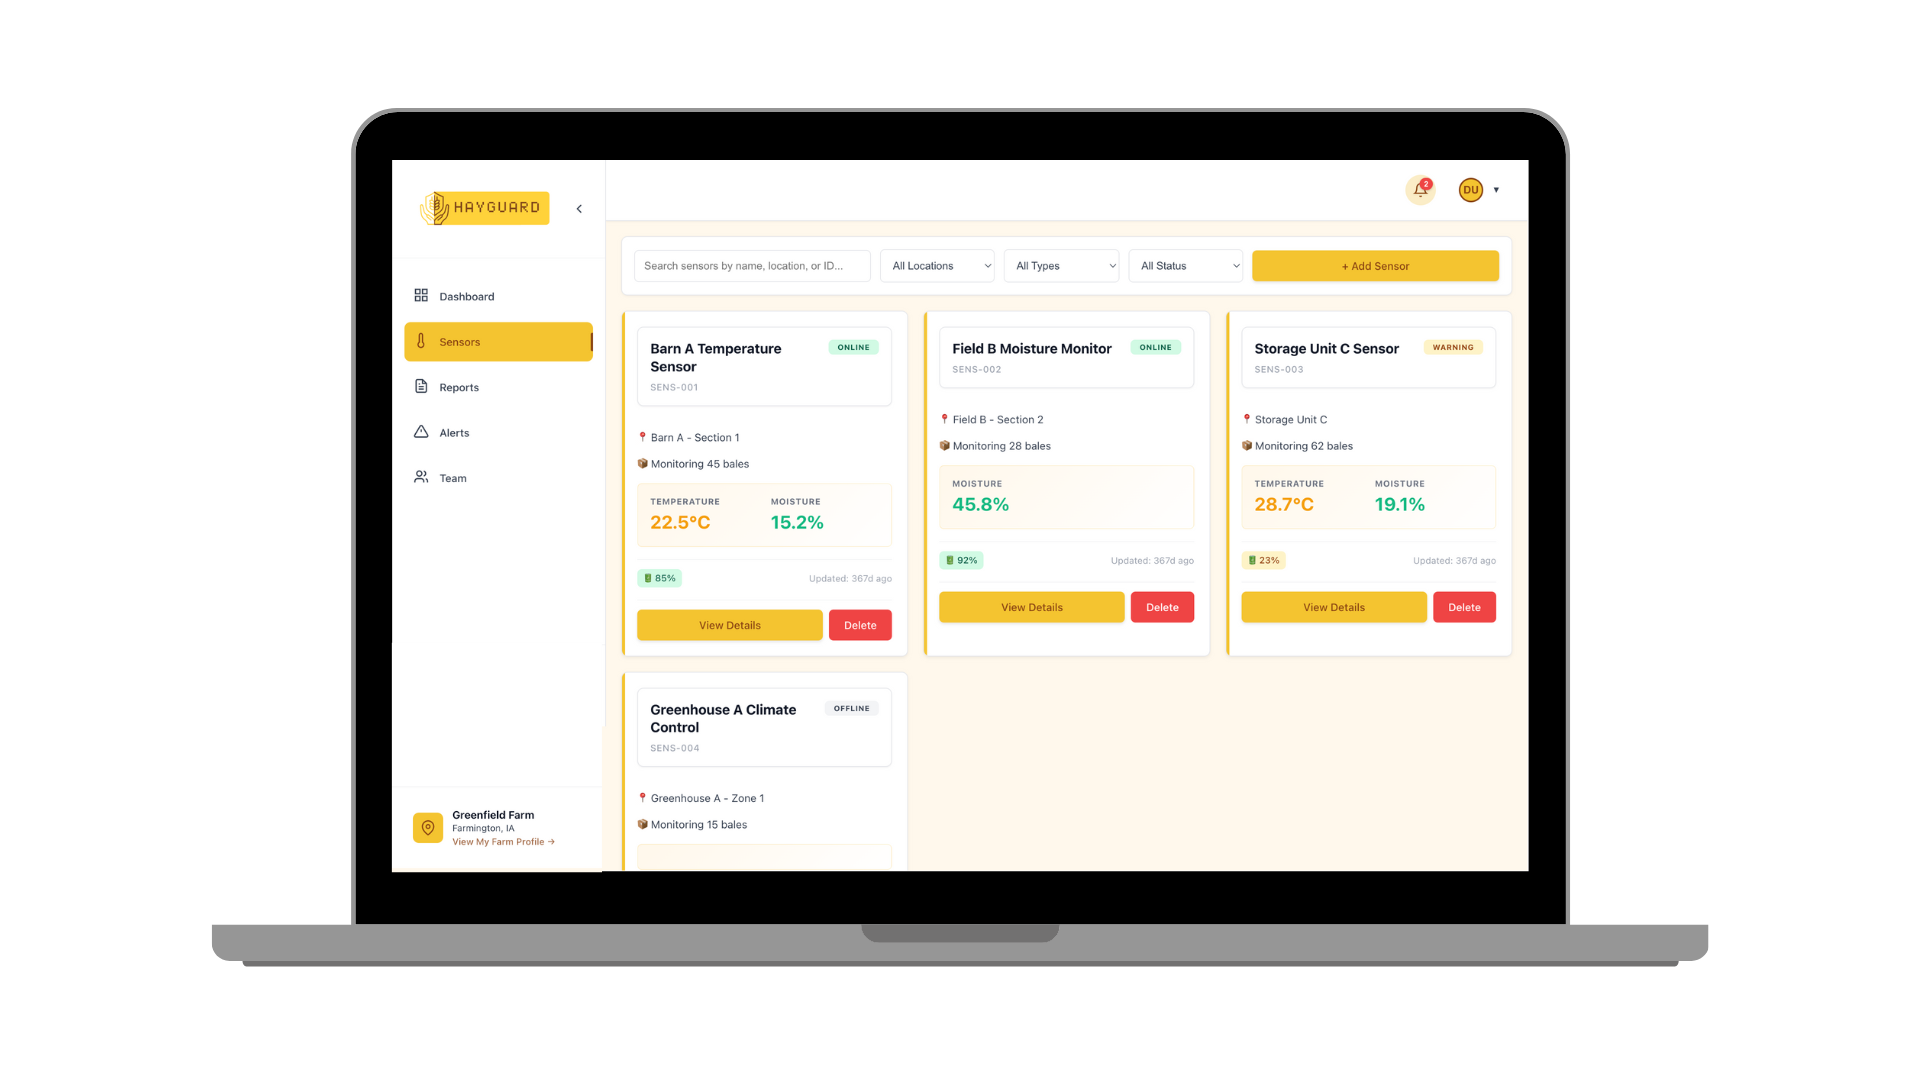 HAYGUARD
2
DU
Dashboard
Sensors
Reports
Alerts
Team
Greenfield Farm
Farmington, IA
View My Farm Profile →
Search sensors by name, location, or ID...
All Locations
All Types
All Status
+ Add Sensor
Barn A Temperature
Sensor
ONLINE
SENS-001
Barn A - Section 1
Monitoring 45 bales
TEMPERATURE MOISTURE
22.5°C 15.2%
85% Updated: 367d ago
View Details Delete
Field B Moisture Monitor
ONLINE
SENS-002
Field B - Section 2
Monitoring 28 bales
MOISTURE
45.8%
92% Updated: 367d ago
View Details Delete
Storage Unit C Sensor
WARNING
SENS-003
Storage Unit C
Monitoring 62 bales
TEMPERATURE MOISTURE
28.7°C 19.1%
23% Updated: 367d ago
View Details Delete
Greenhouse A Climate
Control
OFFLINE
SENS-004
Greenhouse A - Zone 1
Monitoring 15 bales